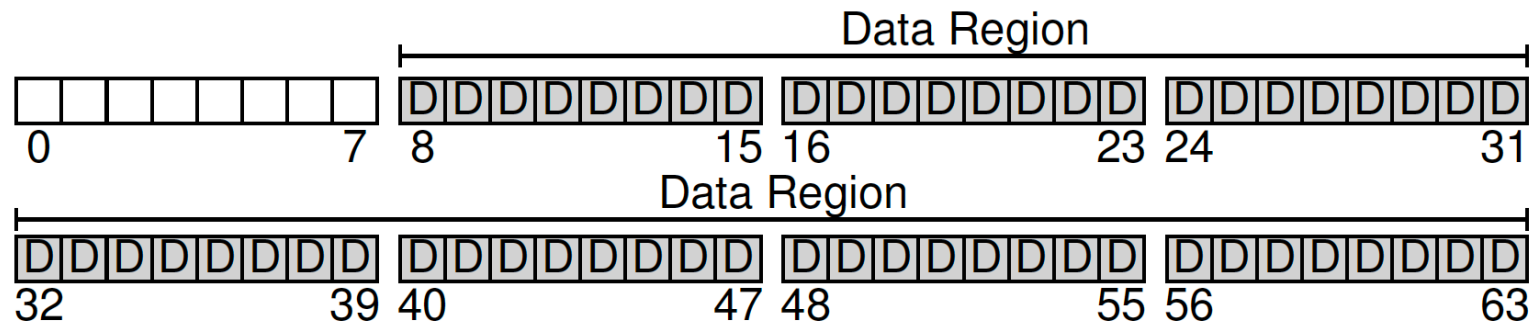 Data Region
D D D D D D D D D D D D D D D D D D D D D D D D
0 7 8 15 16 23 24 31
Data Region
D D D D D D D D D D D D D D D D D D D D D D D D D D D D D D D D
32 39 40 47 48 55 56 63